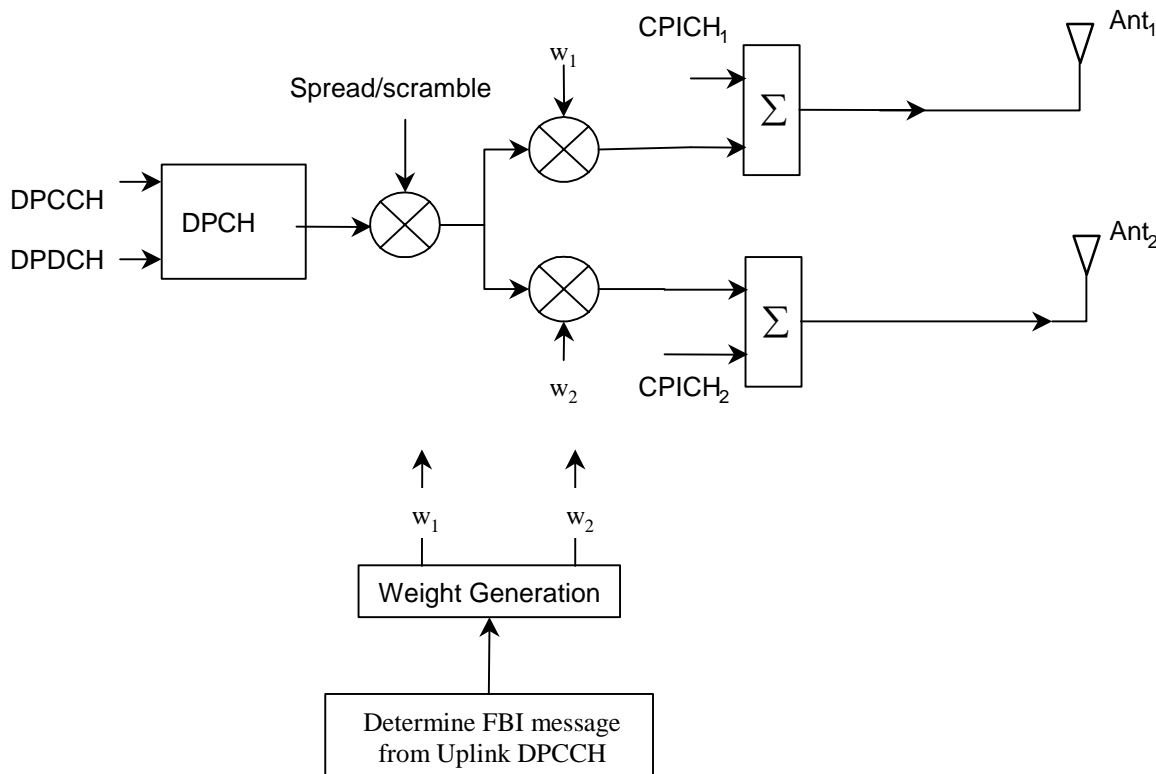 CPICH₁
Ant₁
w₁
Spread/scramble
Σ
DPCCH
DPCH
DPDCH
Ant₂
Σ
w₂
CPICH₂
w₁
w₂
Weight Generation
Determine FBI message
from Uplink DPCCH